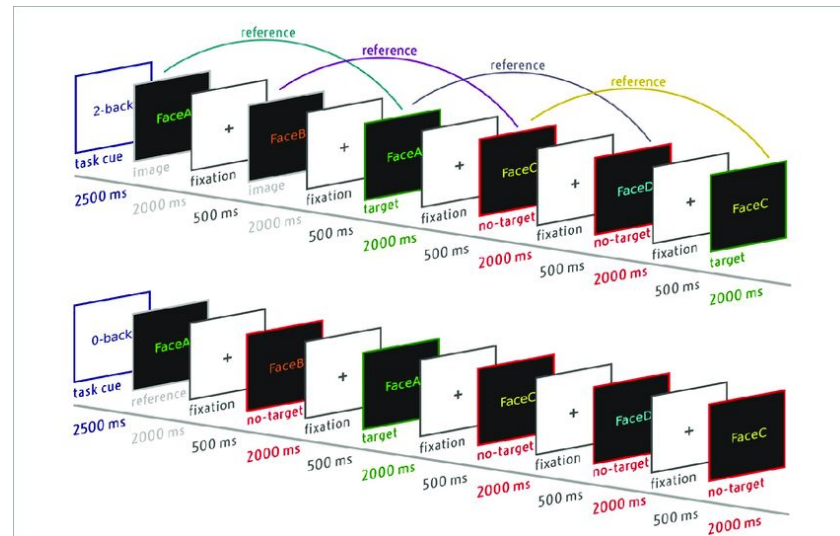 reference
reference
reference
reference
2-back
FaceA
+
FaceB
+
FaceA
+
FaceC
+
FaceD
+
FaceC
task cue
image
fixation
image
fixation
target
fixation
no-target
fixation
no-target
fixation
target
2500 ms
2000 ms
500 ms
2000 ms
500 ms
2000 ms
500 ms
2000 ms
500 ms
2000 ms
500 ms
2000 ms
0-back
FaceA
+
FaceB
+
FaceA
+
FaceC
+
FaceD
+
FaceC
task cue
reference
fixation
no-target
fixation
target
fixation
no-target
fixation
no-target
fixation
no-target
2500 ms
2000 ms
500 ms
2000 ms
500 ms
2000 ms
500 ms
2000 ms
500 ms
2000 ms
500 ms
2000 ms